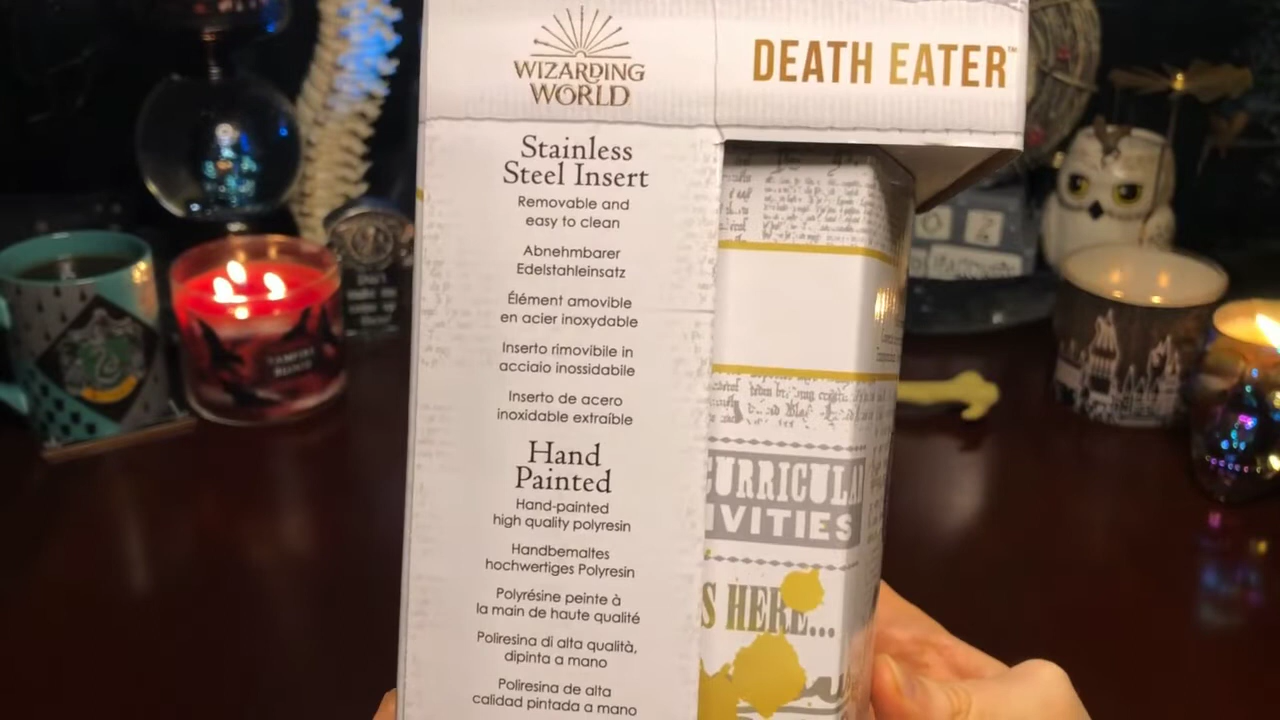 WIZARDING
WORLD
DEATH EATER™
Stainless
Steel Insert
Removable and
easy to clean
Abnehmbarer
Edelstahleinsatz
Élément amovible
en acier inoxydable
Inserto rimovibile in
acciaio inossidabile
Inserto de acero
inoxidable extraíble
Hand
Painted
Hand-painted
high quality polyresin
Handbemaltes
hochwertiges Polyresin
Polyrésine peinte à
la main de haute qualité
Poliresina di alta qualità,
dipinta a mano
Poliresina de alta
calidad pintada a mano
CURRICULA
IVITIES
S HERE...
VAMPIRE